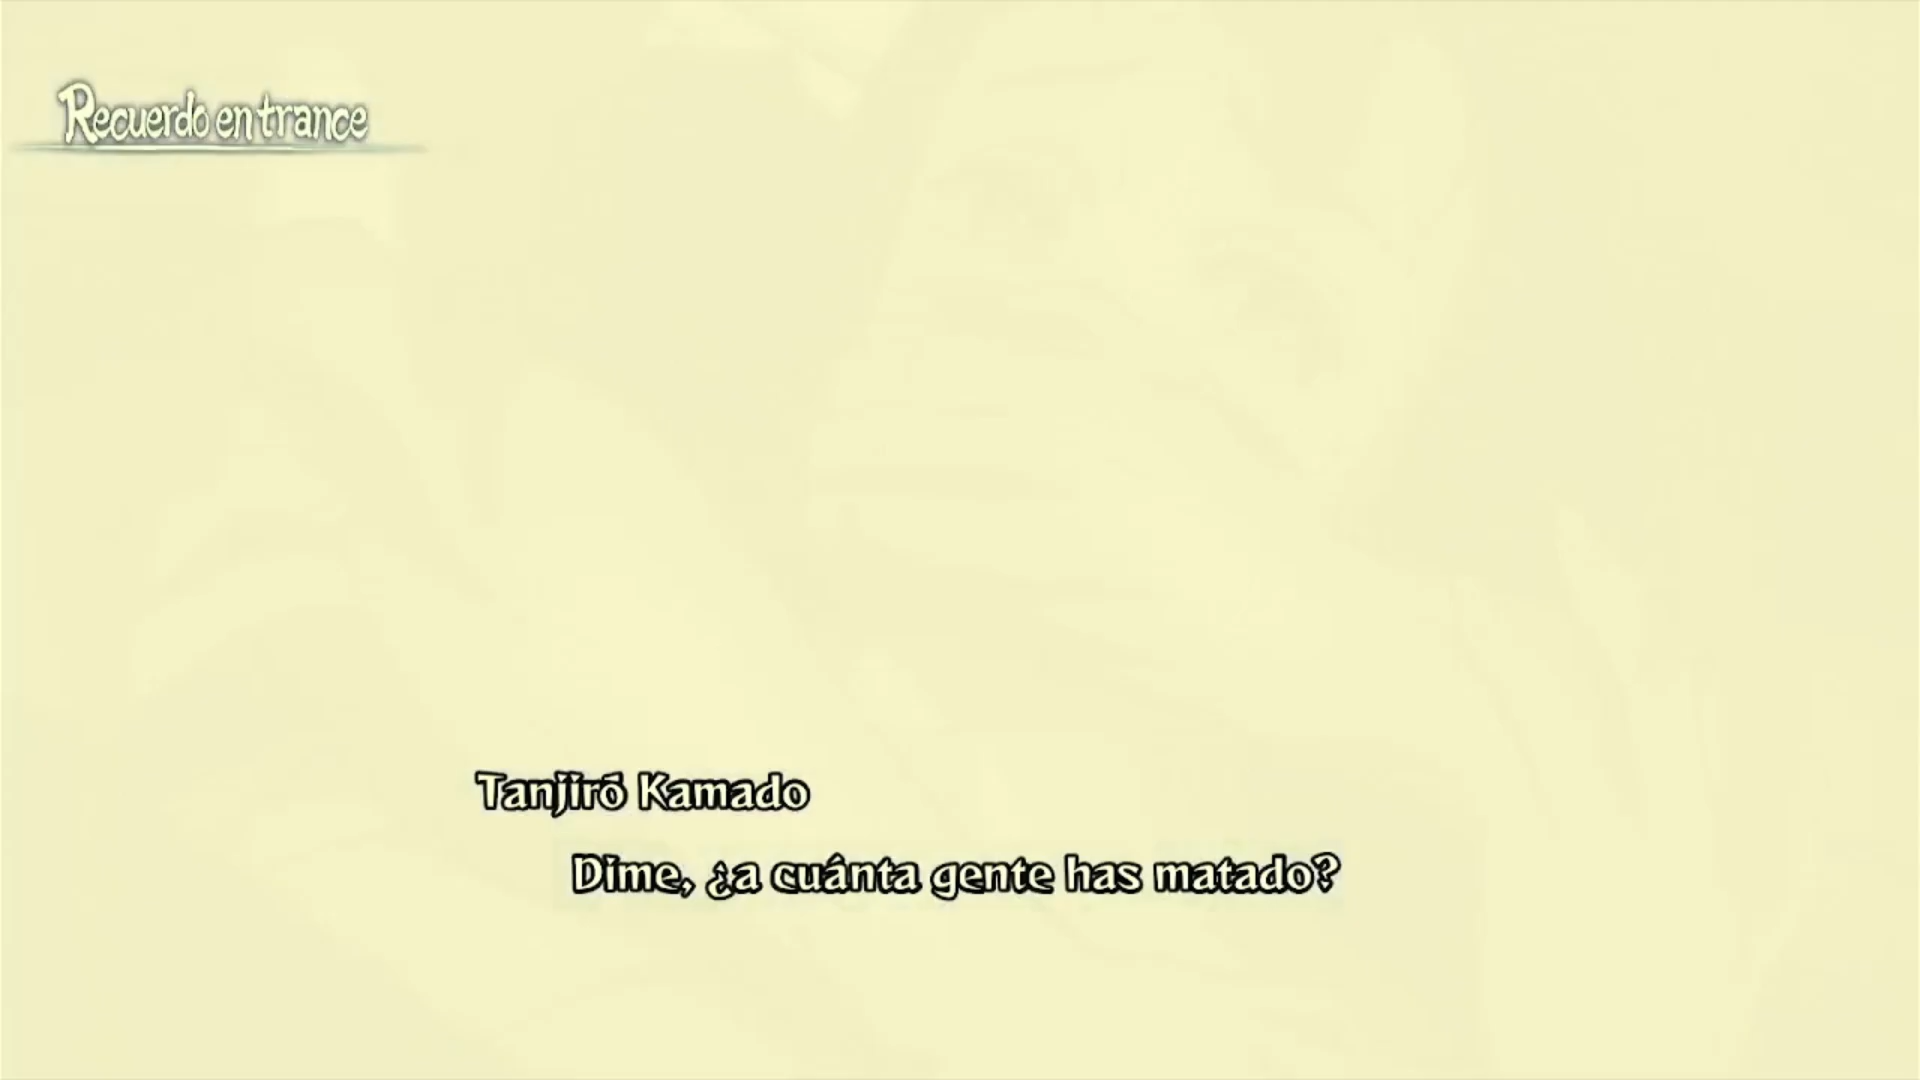 Recuerdo en trance
Tanjirō Kamado
Dime, ¿a cuánta gente has matado?